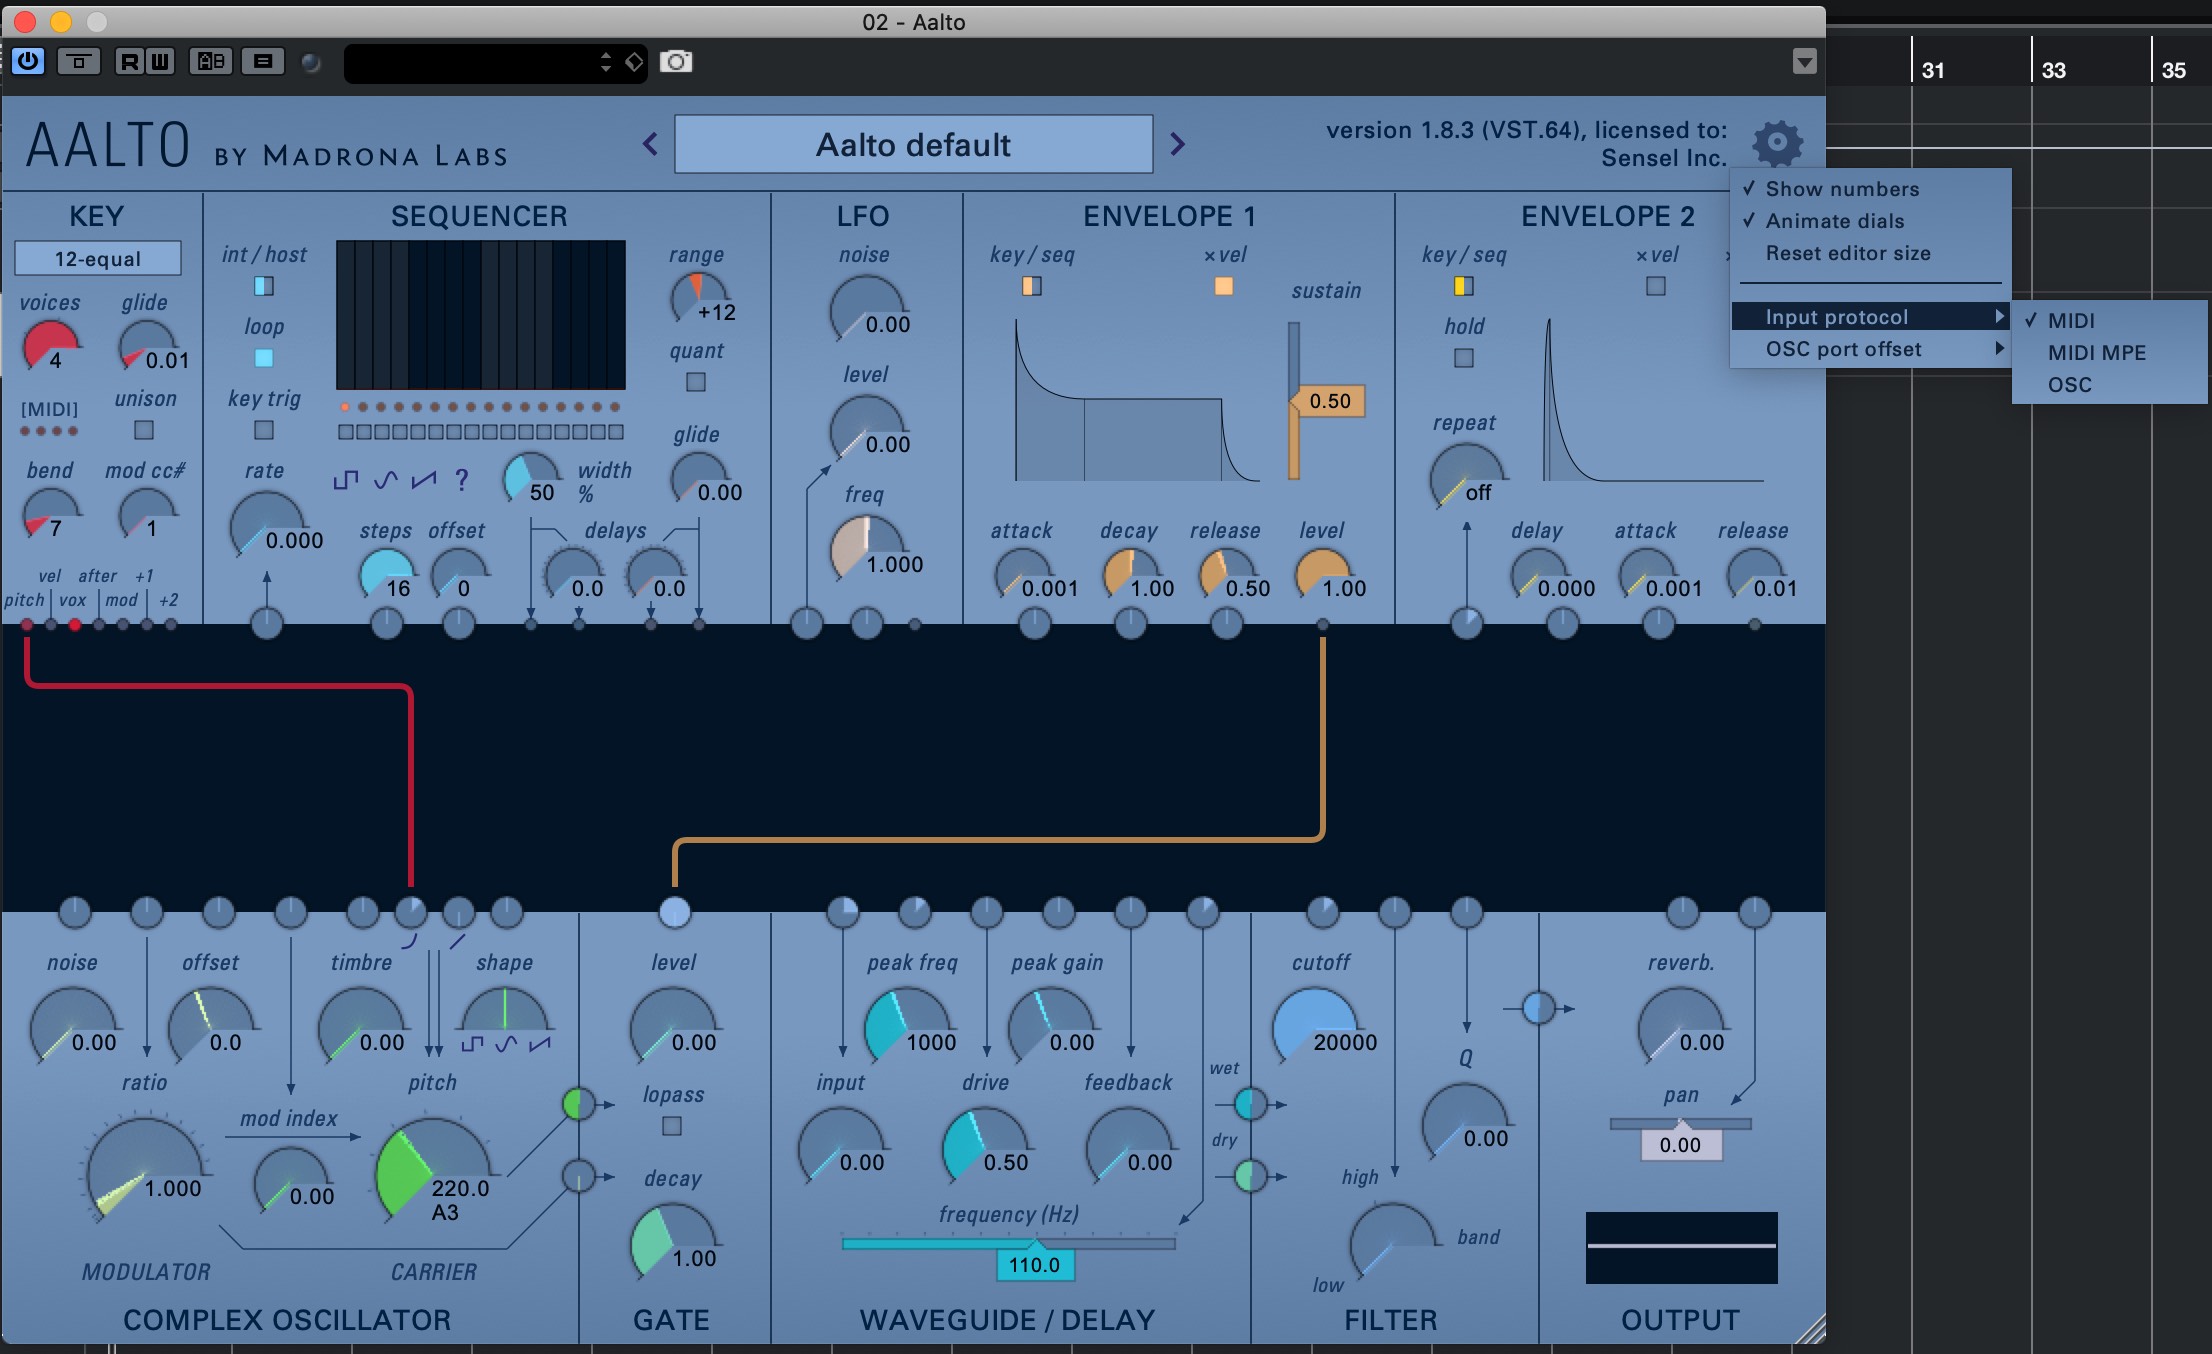 02 - Aalto
R W AB
31 33 35
AALTO BY MADRONA LABS
Aalto default
version 1.8.3 (VST.64), licensed to:
Sensel Inc.
✓ Show numbers
✓ Animate dials
Reset editor size
Input protocol
OSC port offset
✓ MIDI
MIDI MPE
OSC
KEY
12-equal
voices glide
4 0.01
[MIDI] unison
bend mod cc#
7 1
vel after +1
pitch vox mod +2
SEQUENCER
int / host
loop
key trig
rate
0.000
range
+12
quant
glide
0.00
? 50 width
%
steps offset delays
16 0 0.0 0.0
LFO
noise
0.00
level
0.00
freq
1.000
ENVELOPE 1
key / seq × vel
sustain
0.50
attack decay release level
0.001 1.00 0.50 1.00
ENVELOPE 2
key / seq × vel
hold
repeat
off
delay attack release
0.000 0.001 0.01
noise offset timbre shape
0.00 0.0 0.00
ratio pitch
mod index
1.000 0.00 220.0
A3
MODULATOR CARRIER
COMPLEX OSCILLATOR
level
0.00
lopass
decay
1.00
GATE
peak freq peak gain
1000 0.00
input drive feedback
0.00 0.50 0.00
wet
dry
frequency (Hz)
110.0
WAVEGUIDE / DELAY
cutoff
20000
Q
0.00
high
band
low
FILTER
reverb.
0.00
pan
0.00
OUTPUT